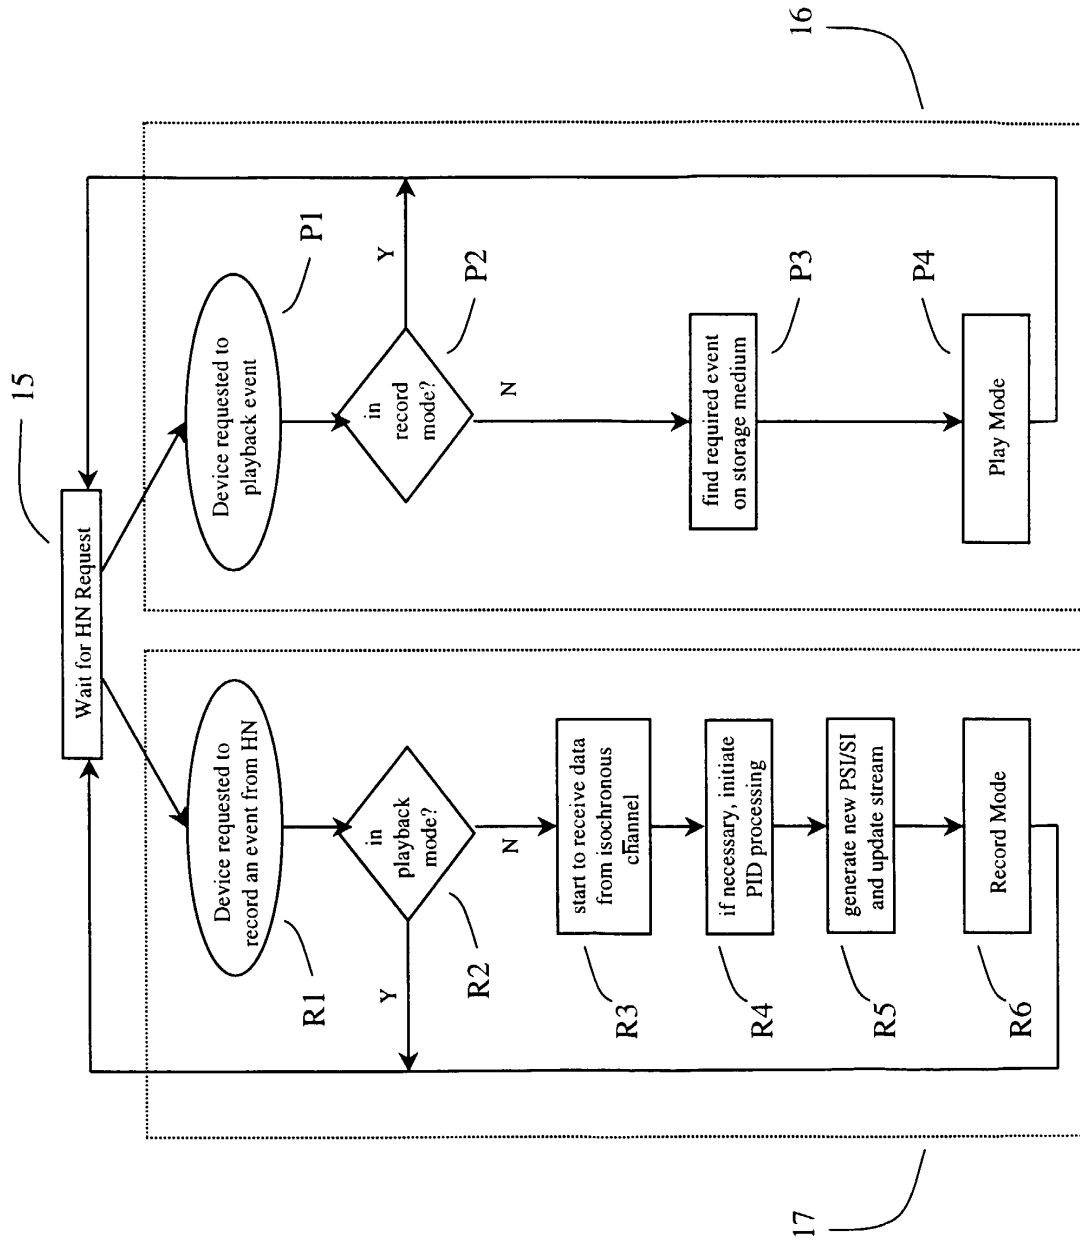 15
Wait for HN Request
Device requested to
record an event from HN
R1
in
playback
mode?
R2
Y
N
start to receive data
from isochronous
channel
R3
if necessary, initiate
PID processing
R4
generate new PSI/SI
and update stream
R5
Record Mode
R6
17
Device requested to
playback event
P1
in
record
mode?
P2
Y
N
find required event
on storage medium
P3
Play Mode
P4
16